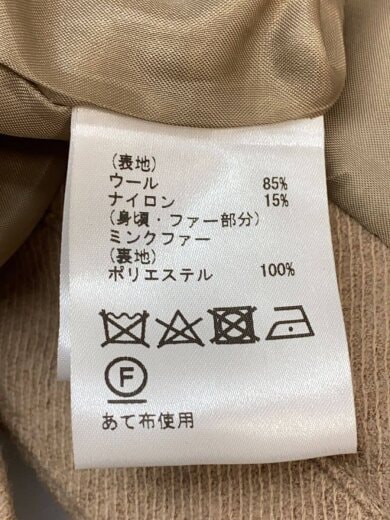 (表地)
ウール 85%
ナイロン 15%
(身頃・ファー部分)
ミンクファー
(裏地)
ポリエステル 100%
F
あて布使用